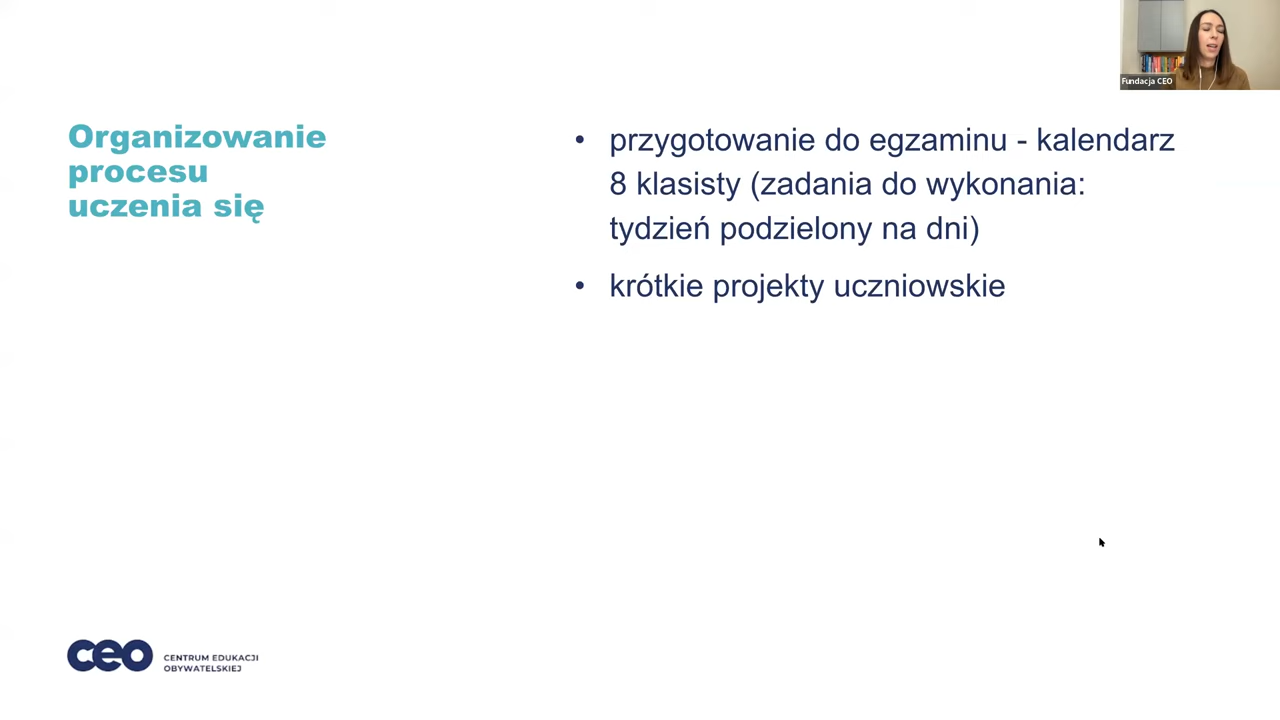 Fundacja CEO
Organizowanie
procesu
uczenia się
• przygotowanie do egzaminu - kalendarz
8 klasisty (zadania do wykonania:
tydzień podzielony na dni)
• krótkie projekty uczniowskie
ceo
CENTRUM EDUKACJI
OBYWATELSKIEJ